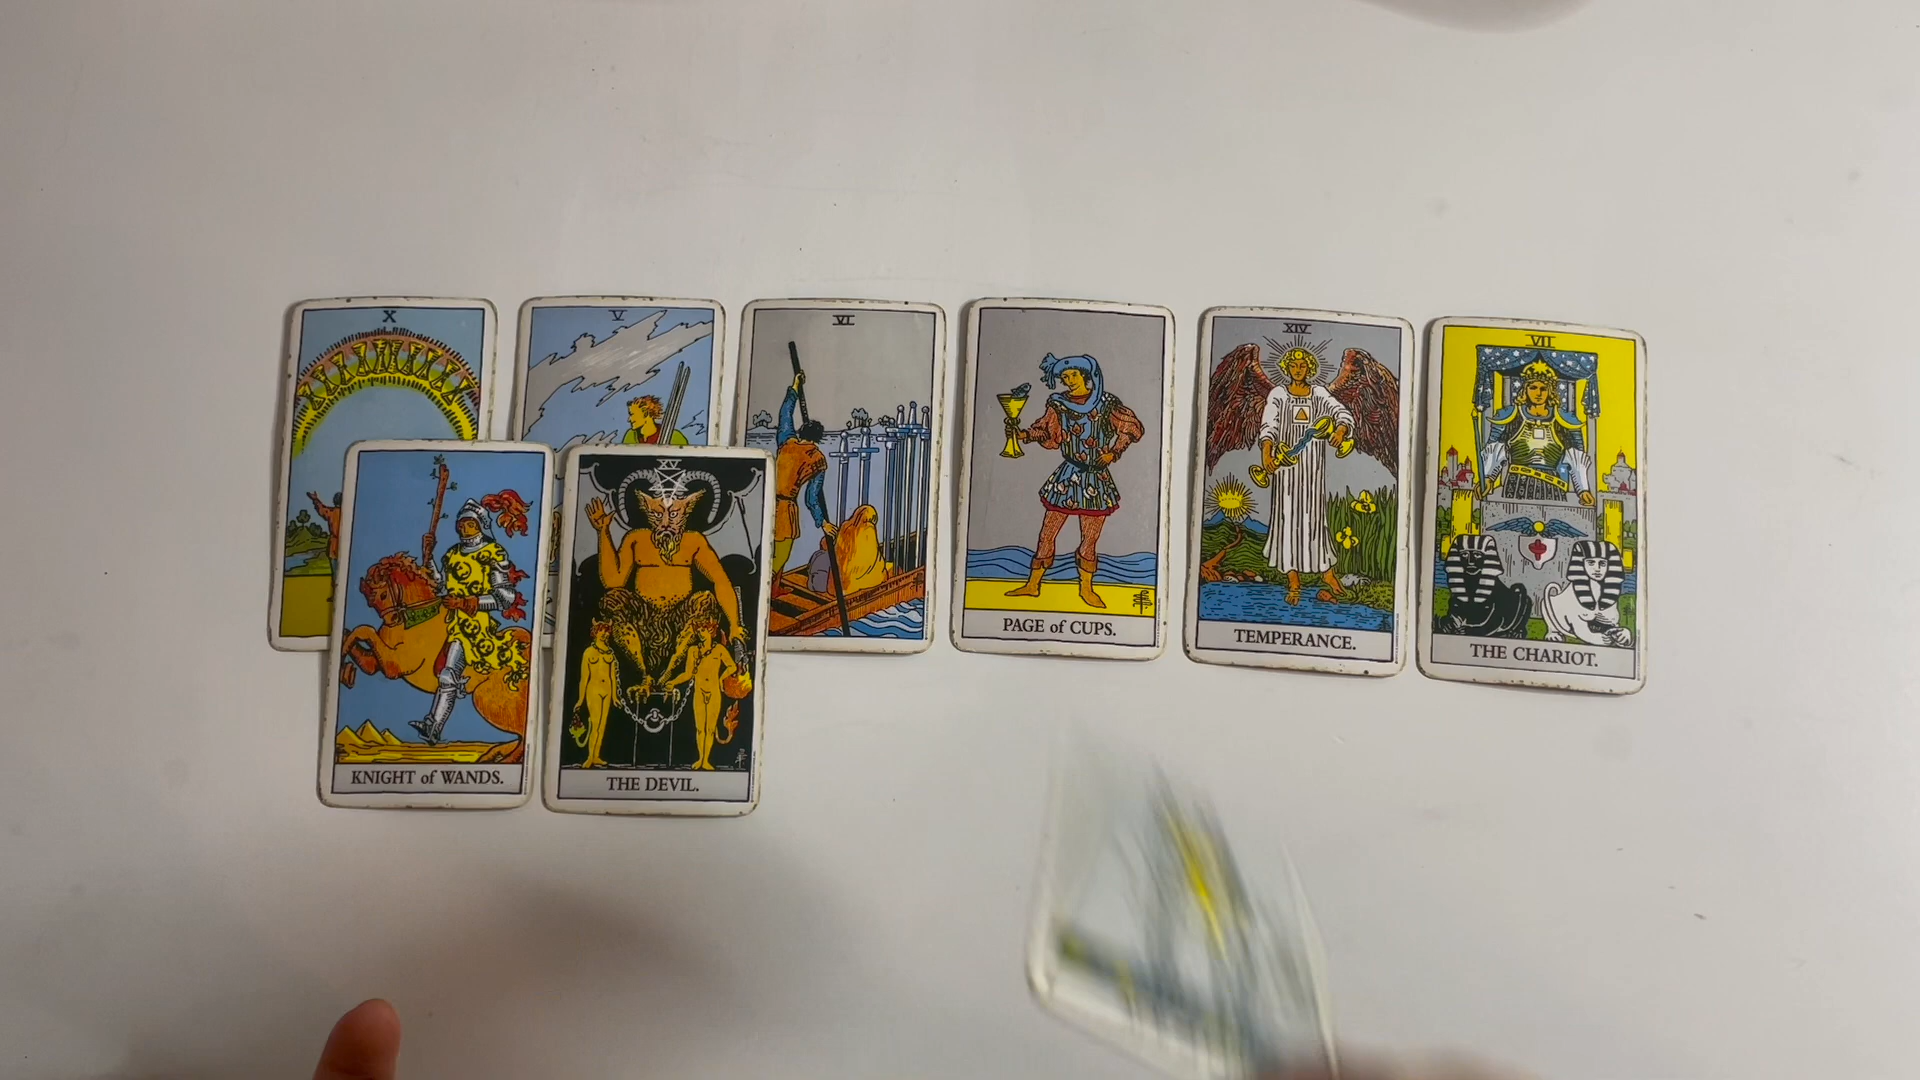 X
V
VI
XIV
VII
PAGE of CUPS.
TEMPERANCE.
THE CHARIOT.
XV
KNIGHT of WANDS.
THE DEVIL.